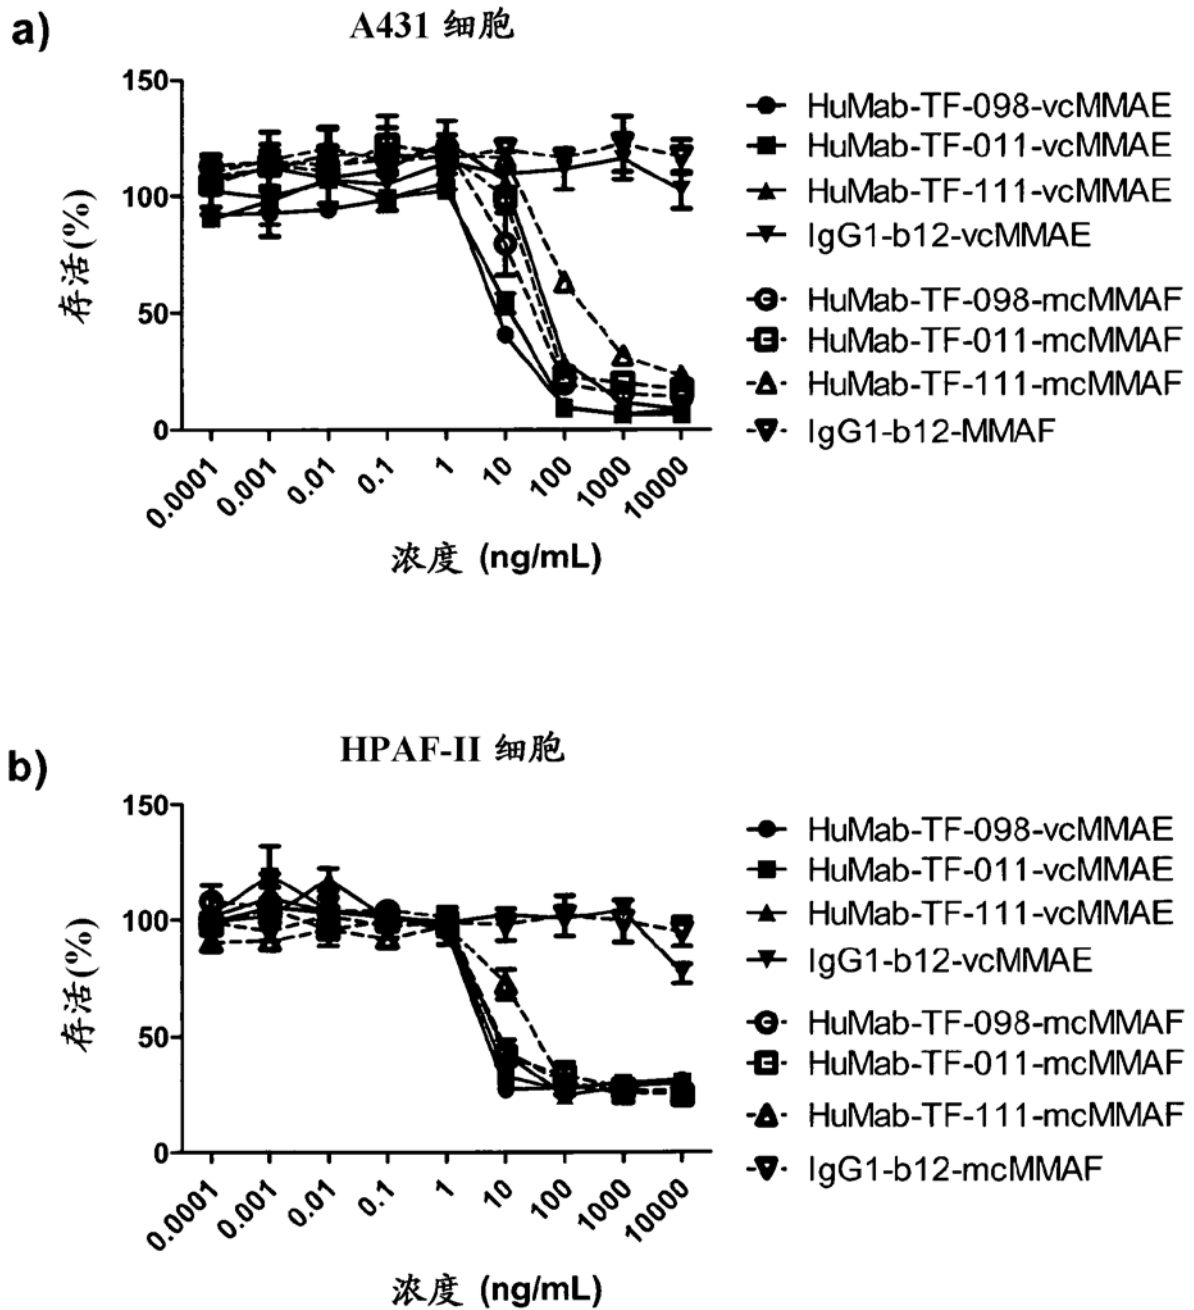 a)
A431 细胞
150
100
50
0
存活(%)
0.0001
0.001
0.01
0.1
1
10
100
1000
10000
浓度 (ng/mL)
HuMab-TF-098-vcMMAE
HuMab-TF-011-vcMMAE
HuMab-TF-111-vcMMAE
IgG1-b12-vcMMAE
HuMab-TF-098-mcMMAF
HuMab-TF-011-mcMMAF
HuMab-TF-111-mcMMAF
IgG1-b12-MMAF
b)
HPAF-II 细胞
150
100
50
0
存活(%)
0.0001
0.001
0.01
0.1
1
10
100
1000
10000
浓度 (ng/mL)
HuMab-TF-098-vcMMAE
HuMab-TF-011-vcMMAE
HuMab-TF-111-vcMMAE
IgG1-b12-vcMMAE
HuMab-TF-098-mcMMAF
HuMab-TF-011-mcMMAF
HuMab-TF-111-mcMMAF
IgG1-b12-mcMMAF